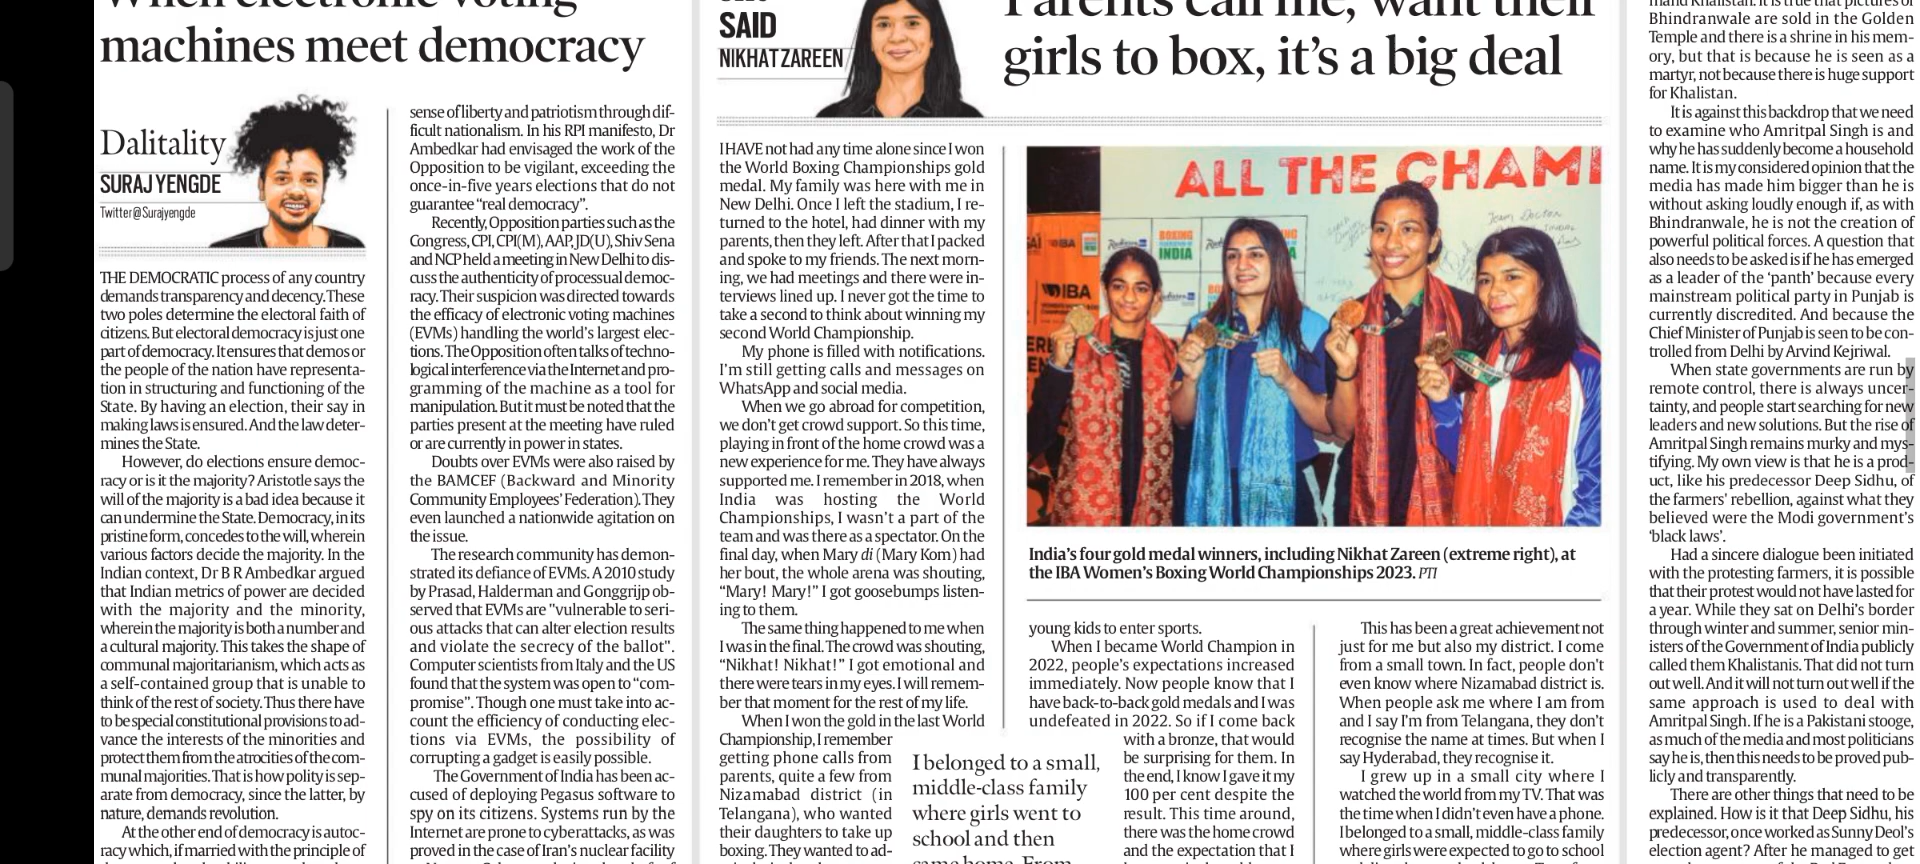 When electronic voting
machines meet democracy
Dalitality
SURAJ YENGDE
Twitter@Surajyengde
THE DEMOCRATIC process of any country
demands transparency and decency. These
two poles determine the electoral faith of
citizens. But electoral democracy is just one
part of democracy. It ensures that demos or
the people of the nation have representa-
tion in structuring and functioning of the
State. By having an election, their say in
making laws is ensured. And the law deter-
mines the State.
However, do elections ensure democ-
racy or is it the majority? Aristotle says the
will of the majority is a bad idea because it
can undermine the State. Democracy, in its
pristine form, concedes to the will, wherein
various factors decide the majority. In the
Indian context, Dr B R Ambedkar argued
that Indian metrics of power are decided
with the majority and the minority,
wherein the majority is both a number and
a cultural majority. This takes the shape of
communal majoritarianism, which acts as
a self-contained group that is unable to
think of the rest of society. Thus there have
to be special constitutional provisions to ad-
vance the interests of the minorities and
protect them from the atrocities of the com-
munal majorities. That is how polity is sep-
arate from democracy, since the latter, by
nature, demands revolution.
At the other end of democracy is autoc-
racy which, if married with the principle of
sense of liberty and patriotism through dif-
ficult nationalism. In his RPI manifesto, Dr
Ambedkar had envisaged the work of the
Opposition to be vigilant, exceeding the
once-in-five years elections that do not
guarantee “real democracy”.
Recently, Opposition parties such as the
Congress, CPI, CPI(M), AAP, JD(U), Shiv Sena
and NCP held a meeting in New Delhi to dis-
cuss the authenticity of processual democ-
racy. Their suspicion was directed towards
the efficacy of electronic voting machines
(EVMs) handling the world's largest elec-
tions. The Opposition often talks of techno-
logical interference via the Internet and pro-
gramming of the machine as a tool for
manipulation. But it must be noted that the
parties present at the meeting have ruled
or are currently in power in states.
Doubts over EVMs were also raised by
the BAMCEF (Backward and Minority
Community Employees' Federation). They
even launched a nationwide agitation on
the issue.
The research community has demon-
strated its defiance of EVMs. A 2010 study
by Prasad, Halderman and Gonggrijp ob-
served that EVMs are "vulnerable to seri-
ous attacks that can alter election results
and violate the secrecy of the ballot".
Computer scientists from Italy and the US
found that the system was open to “com-
promise". Though one must take into ac-
count the efficiency of conducting elec-
tions via EVMs, the possibility of
corrupting a gadget is easily possible.
The Government of India has been ac-
cused of deploying Pegasus software to
spy on its citizens. Systems run by the
Internet are prone to cyberattacks, as was
proved in the case of Iran's nuclear facility
SAID
NIKHAT ZAREEN
Parents call me, want their
girls to box, it's a big deal
I HAVE not had any time alone since I won
the World Boxing Championships gold
medal. My family was here with me in
New Delhi. Once I left the stadium, I re-
turned to the hotel, had dinner with my
parents, then they left. After that I packed
and spoke to my friends. The next morn-
ing, we had meetings and there were in-
terviews lined up. I never got the time to
take a second to think about winning my
second World Championship.
My phone is filled with notifications.
I'm still getting calls and messages on
WhatsApp and social media.
When we go abroad for competition,
we don't get crowd support. So this time,
playing in front of the home crowd was a
new experience for me. They have always
supported me. I remember in 2018, when
India was hosting the World
Championships, I wasn't a part of the
team and was there as a spectator. On the
final day, when Mary di (Mary Kom) had
her bout, the whole arena was shouting,
“Mary! Mary!” I got goosebumps listen-
ing to them.
The same thing happened to me when
I was in the final. The crowd was shouting,
“Nikhat! Nikhat!” I got emotional and
there were tears in my eyes. I will remem-
ber that moment for the rest of my life.
When I won the gold in the last World
Championship, I remember
getting phone calls from
parents, quite a few from
Nizamabad district (in
Telangana), who wanted
their daughters to take up
boxing. They wanted to ad-
ALL THE CHAMI
IBA
BOXING
INDIA
Team Doctor
IBA
India's four gold medal winners, including Nikhat Zareen (extreme right), at
the IBA Women's Boxing World Championships 2023. PTI
I belonged to a small,
middle-class family
where girls went to
school and then
came home. From
young kids to enter sports.
When I became World Champion in
2022, people's expectations increased
immediately. Now people know that I
have back-to-back gold medals and I was
undefeated in 2022. So if I come back
with a bronze, that would
be surprising for them. In
the end, I know I gave it my
100 per cent despite the
result. This time around,
there was the home crowd
and the expectation that I
This has been a great achievement not
just for me but also my district. I come
from a small town. In fact, people don't
even know where Nizamabad district is.
When people ask me where I am from
and I say I'm from Telangana, they don't
recognise the name at times. But when I
say Hyderabad, they recognise it.
I grew up in a small city where I
watched the world from my TV. That was
the time when I didn't even have a phone.
I belonged to a small, middle-class family
where girls were expected to go to school
mand Khalistan. It is true that pictures of
Bhindranwale are sold in the Golden
Temple and there is a shrine in his mem-
ory, but that is because he is seen as a
martyr, not because there is huge support
for Khalistan.
It is against this backdrop that we need
to examine who Amritpal Singh is and
why he has suddenly become a household
name. It is my considered opinion that the
media has made him bigger than he is
without asking loudly enough if, as with
Bhindranwale, he is not the creation of
powerful political forces. A question that
also needs to be asked is if he has emerged
as a leader of the ‘panth’ because every
mainstream political party in Punjab is
currently discredited. And because the
Chief Minister of Punjab is seen to be con-
trolled from Delhi by Arvind Kejriwal.
When state governments are run by
remote control, there is always uncer-
tainty, and people start searching for new
leaders and new solutions. But the rise of
Amritpal Singh remains murky and mys-
tifying. My own view is that he is a prod-
uct, like his predecessor Deep Sidhu, of
the farmers' rebellion, against what they
believed were the Modi government's
‘black laws’.
Had a sincere dialogue been initiated
with the protesting farmers, it is possible
that their protest would not have lasted for
a year. While they sat on Delhi's border
through winter and summer, senior min-
isters of the Government of India publicly
called them Khalistanis. That did not turn
out well. And it will not turn out well if the
same approach is used to deal with
Amritpal Singh. If he is a Pakistani stooge,
as much of the media and most politicians
say he is, then this needs to be proved pub-
licly and transparently.
There are other things that need to be
explained. How is it that Deep Sidhu, his
predecessor, once worked as Sunny Deol's
election agent? After he managed to get